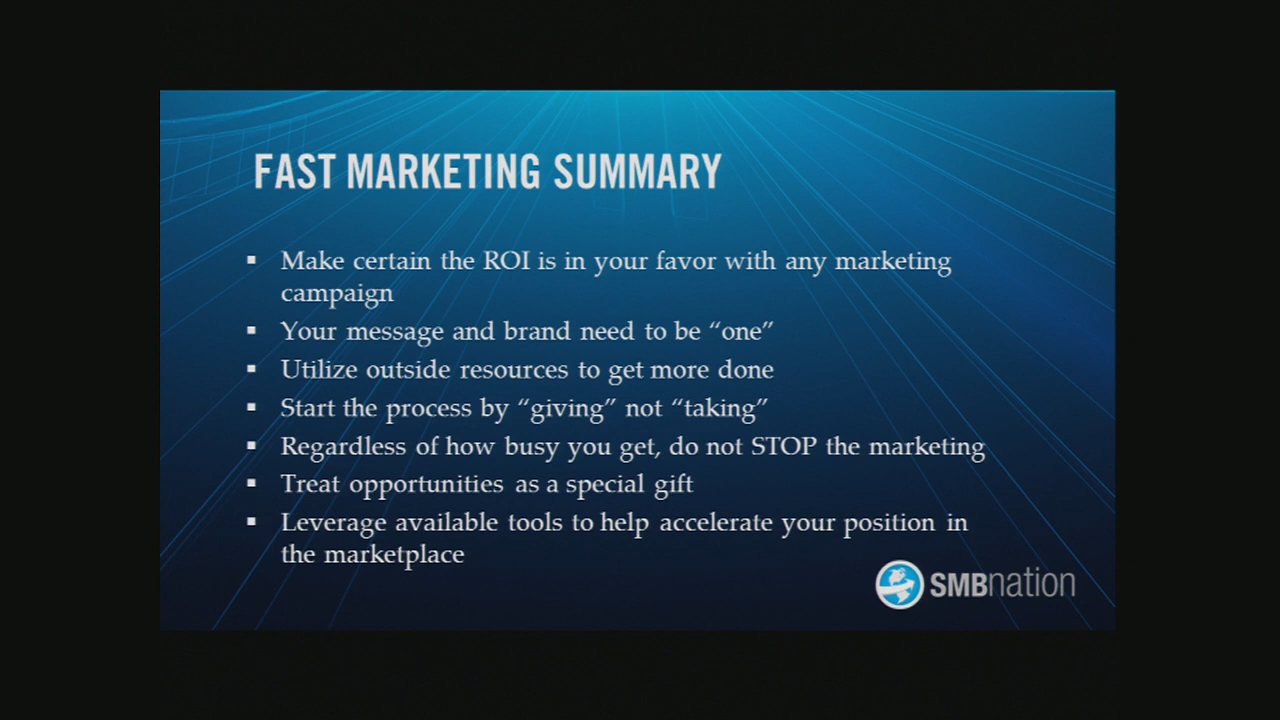 FAST MARKETING SUMMARY
▪ Make certain the ROI is in your favor with any marketing
campaign
▪ Your message and brand need to be “one”
▪ Utilize outside resources to get more done
▪ Start the process by “giving” not “taking”
▪ Regardless of how busy you get, do not STOP the marketing
▪ Treat opportunities as a special gift
▪ Leverage available tools to help accelerate your position in
the marketplace
SMBnation